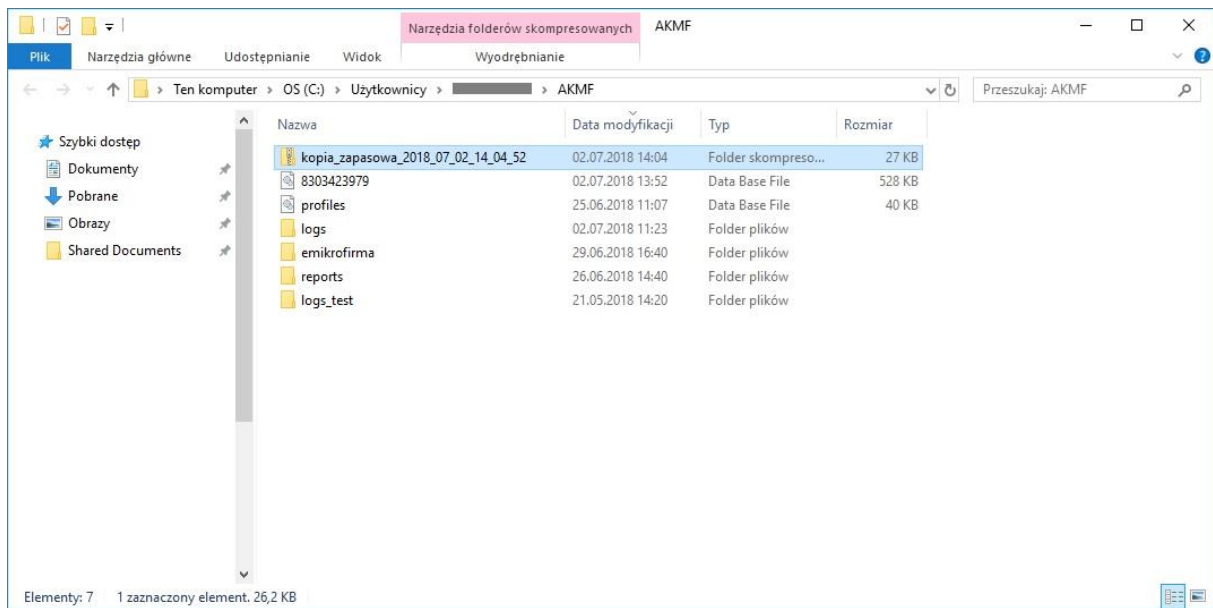 Narzędzia folderów skompresowanych AKMF
Plik Narzędzia główne Udostępnianie Widok Wyodrębnianie
Ten komputer > OS (C:) > Użytkownicy > > AKMF Przeszukaj: AKMF
Szybki dostęp
Dokumenty
Pobrane
Obrazy
Shared Documents
Nazwa Data modyfikacji Typ Rozmiar
kopia_zapasowa_2018_07_02_14_04_52 02.07.2018 14:04 Folder skompreso... 27 KB
8303423979 02.07.2018 13:52 Data Base File 528 KB
profiles 25.06.2018 11:07 Data Base File 40 KB
logs 02.07.2018 11:23 Folder plików
emikrofirma 29.06.2018 16:40 Folder plików
reports 26.06.2018 14:40 Folder plików
logs_test 21.05.2018 14:20 Folder plików
Elementy: 7 1 zaznaczony element. 26,2 KB